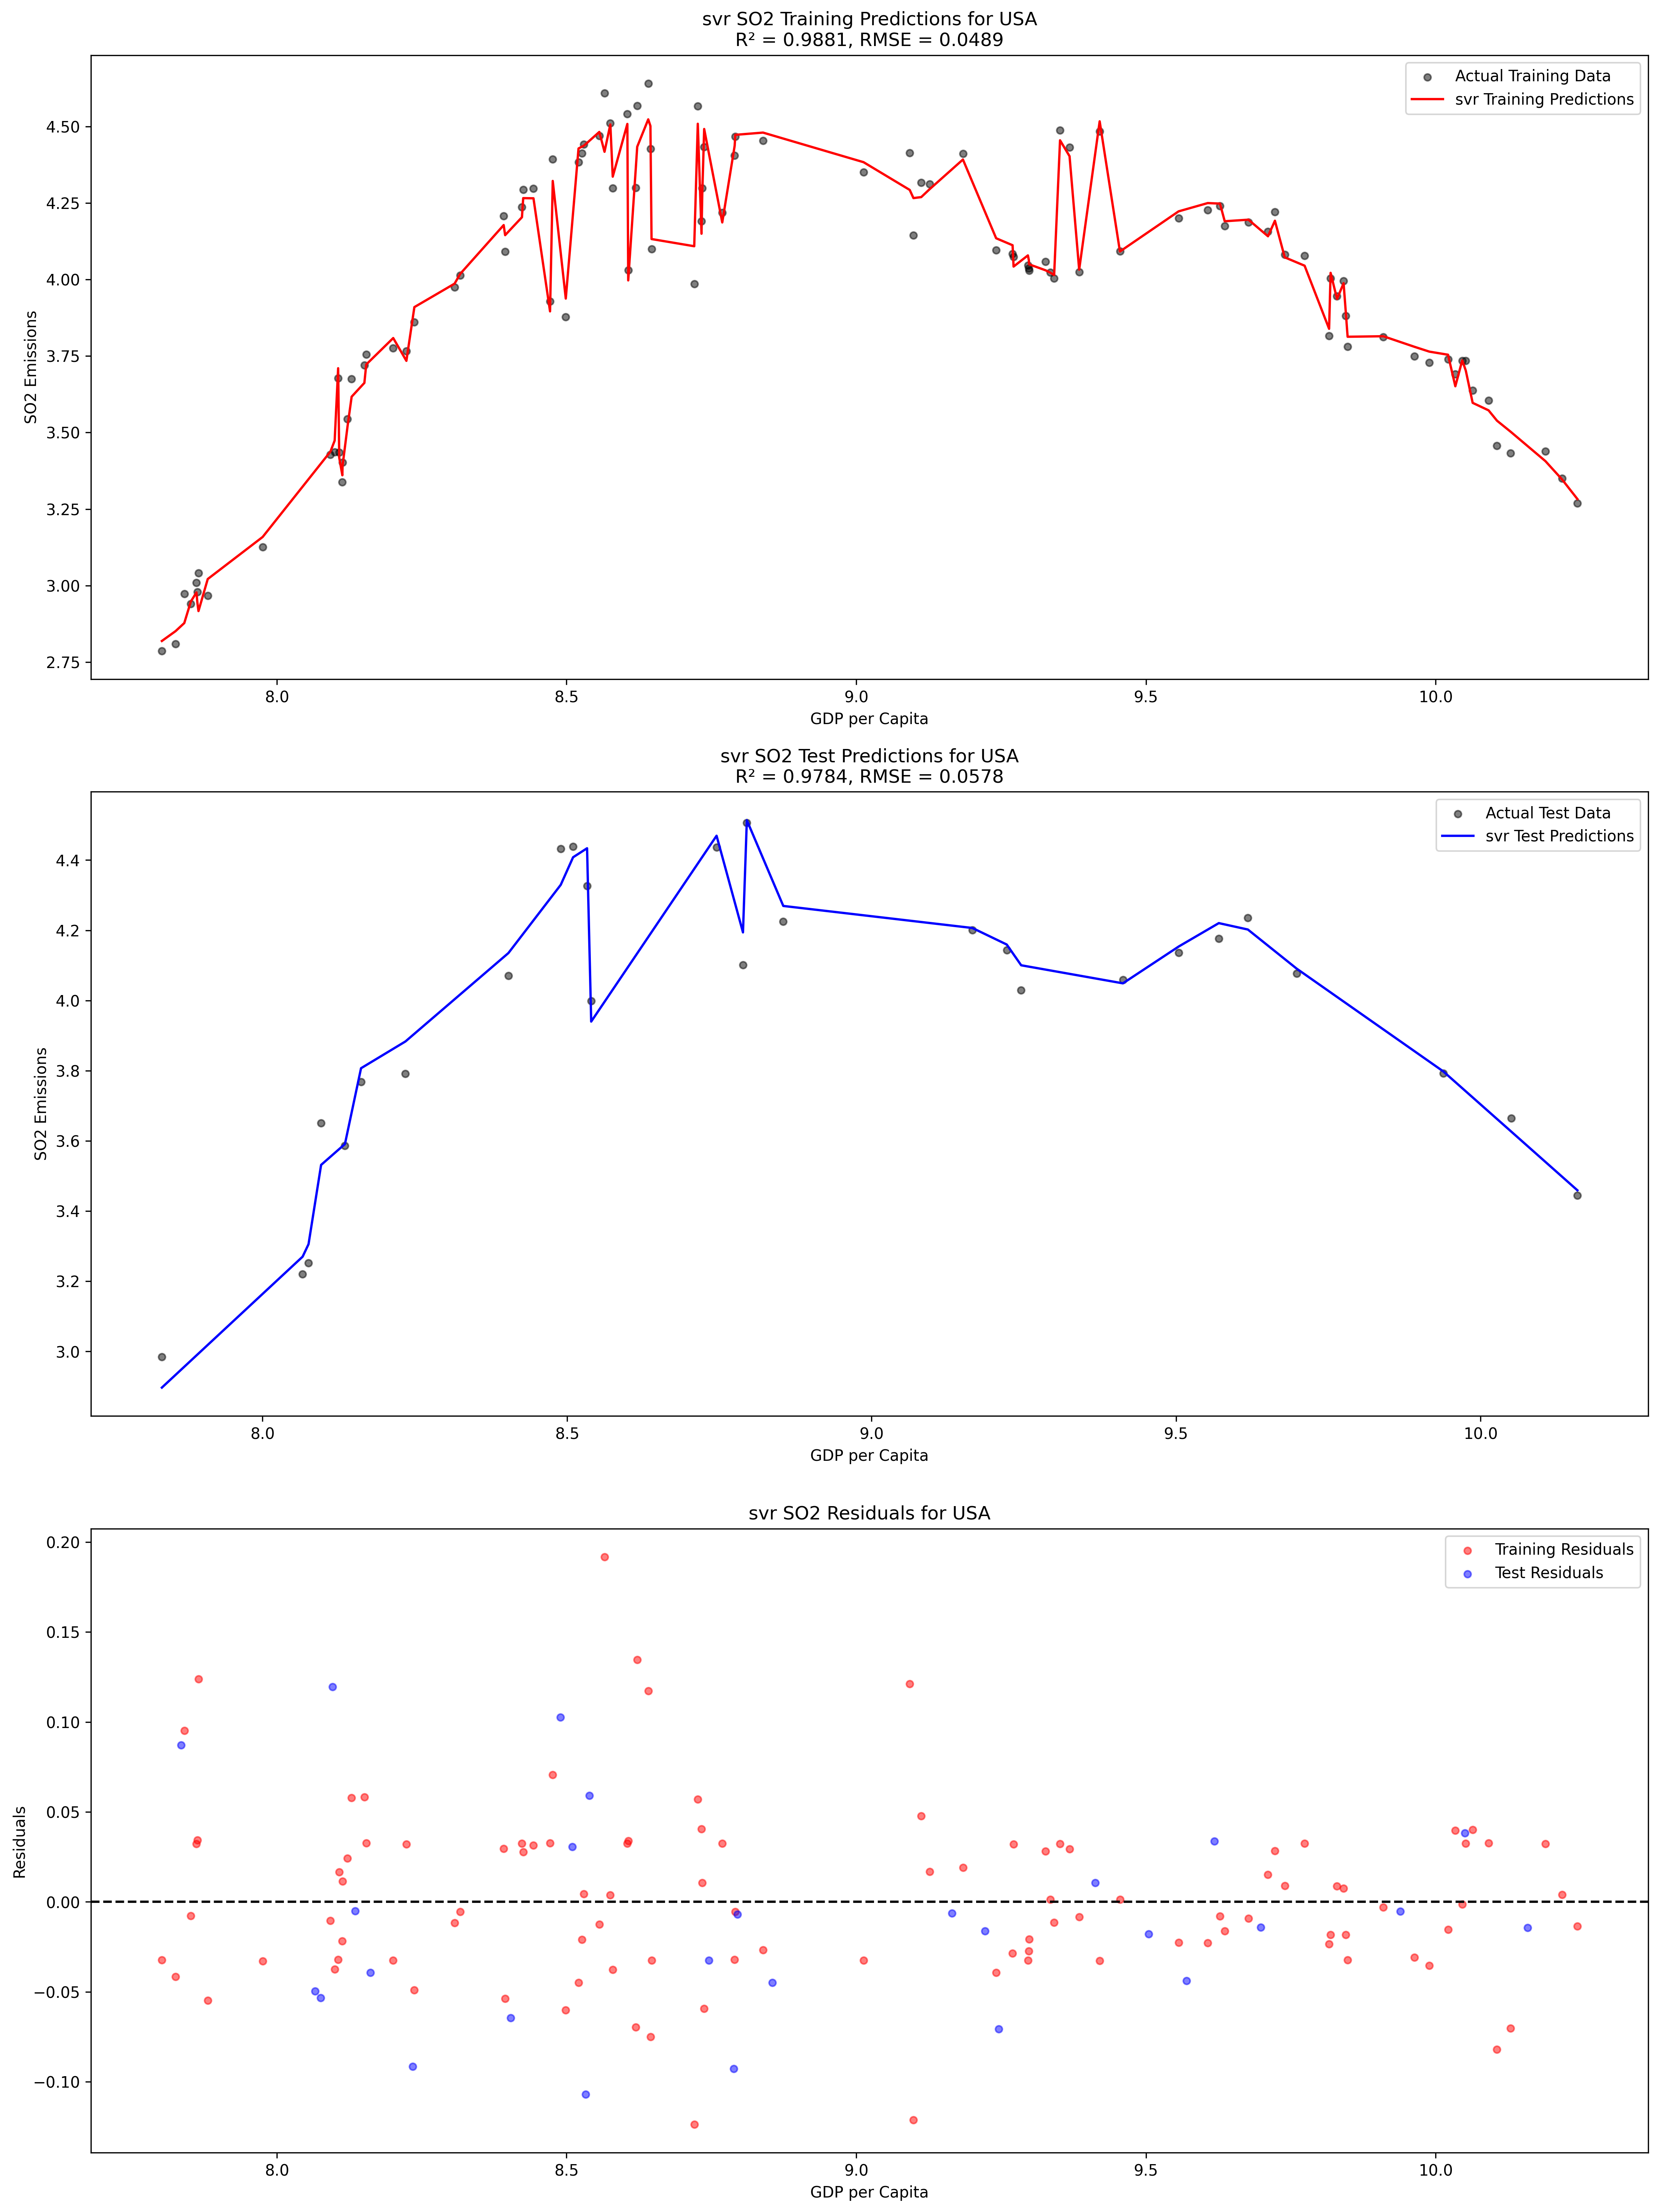 svr SO2 Training Predictions for USA
R² = 0.9881, RMSE = 0.0489
Actual Training Data
svr Training Predictions
SO2 Emissions
4.50
4.25
4.00
3.75
3.50
3.25
3.00
2.75
8.0 8.5 9.0 9.5 10.0
GDP per Capita
svr SO2 Test Predictions for USA
R² = 0.9784, RMSE = 0.0578
Actual Test Data
svr Test Predictions
SO2 Emissions
4.4
4.2
4.0
3.8
3.6
3.4
3.2
3.0
8.0 8.5 9.0 9.5 10.0
GDP per Capita
svr SO2 Residuals for USA
Training Residuals
Test Residuals
Residuals
0.20
0.15
0.10
0.05
0.00
−0.05
−0.10
8.0 8.5 9.0 9.5 10.0
GDP per Capita